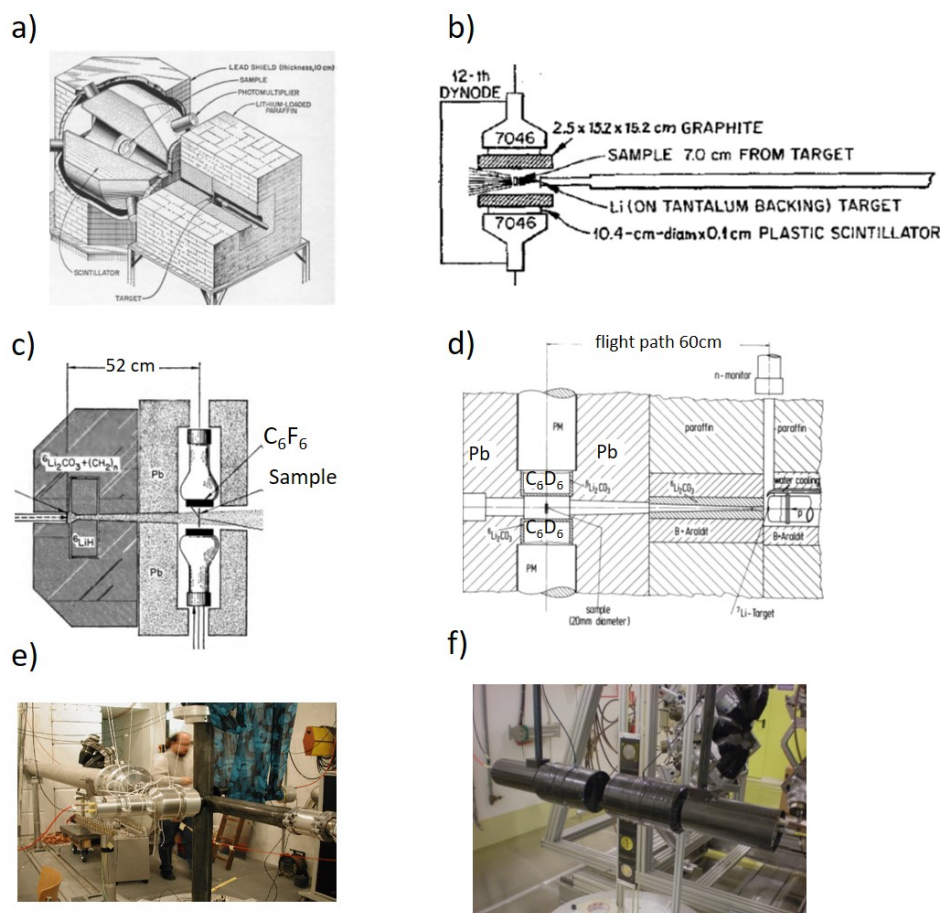 a)
LEAD SHIELD (thickness, 10 cm)
SAMPLE
PHOTOMULTIPLIER
LITHIUM-LOADED
PARAFFIN
SCINTILLATOR
TARGET
b)
12-th
DYNODE
7046
2.5 x 15.2 x 15.2 cm GRAPHITE
SAMPLE 7.0 cm FROM TARGET
Li (ON TANTALUM BACKING) TARGET
7046
10.4-cm-diam x 0.1 cm PLASTIC SCINTILLATOR
c)
52 cm
⁶Li₂CO₃+(CH₂)ₙ
Pb
C₆F₆
Sample
⁶LiH
Pb
d)
flight path 60cm
n-monitor
PM
paraffin
paraffin
Pb
Pb
C₆D₆
⁶Li₂CO₃
⁶Li₂CO₃
water cooling
p
⁶Li₂CO₃
C₆D₆
B+Araldit
B+Araldit
PM
sample
(20mm diameter)
⁷Li-Target
e)
f)